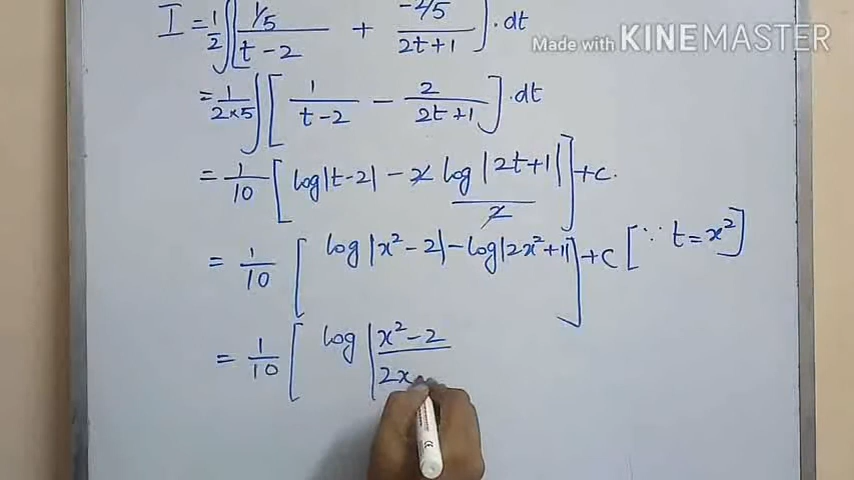 I = 1/2 ∫ [ 1/5 / t-2 + -2/5 / 2t+1 ] . dt
Made with KINEMASTER
= 1/2×5 ∫ [ 1 / t-2 - 2 / 2t+1 ] . dt
= 1/10 [ log|t-2| - 2 log|2t+1| / 2 ] + c.
= 1/10 [ log|x²-2| - log|2x²+1| ] + c [ ∵ t = x² ]
= 1/10 [ log | x²-2 / 2x